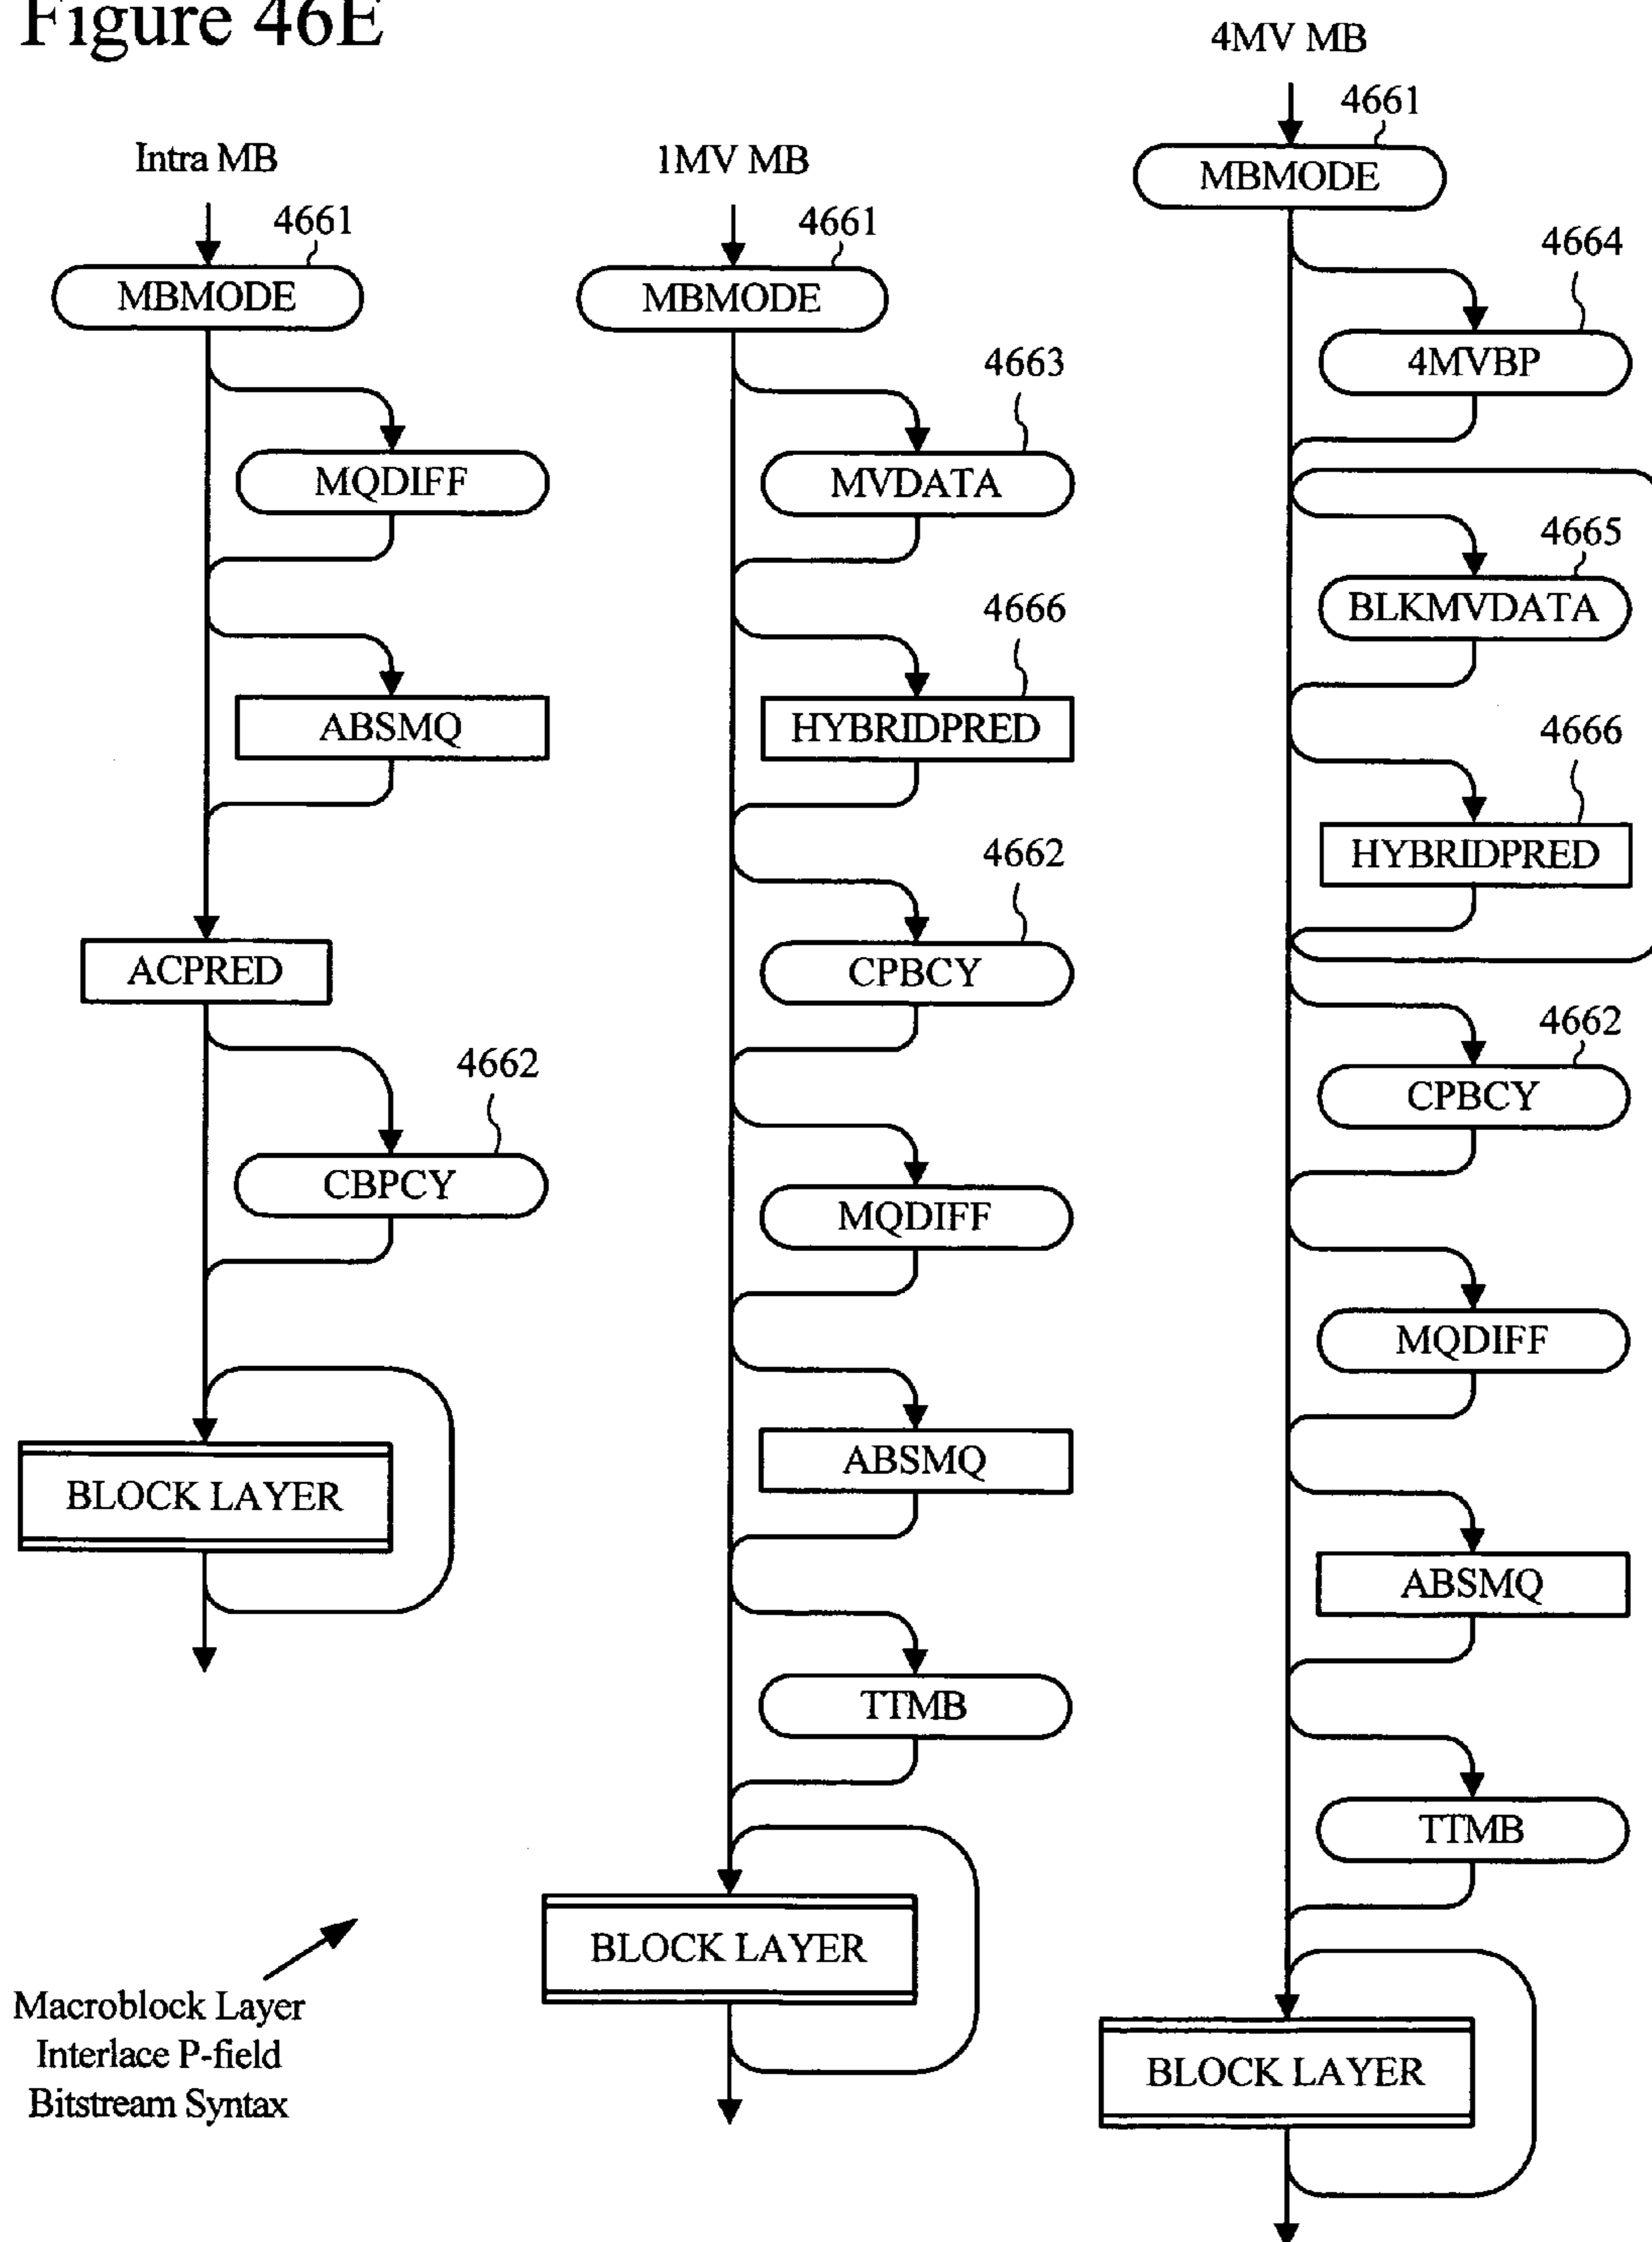 Figure 46E
Intra MB
4661
MBMODE
MQDIFF
ABSMQ
ACPRED
4662
CBPCY
BLOCK LAYER
1MV MB
4661
MBMODE
4663
MVDATA
4666
HYBRIDPRED
4662
CPBCY
MQDIFF
ABSMQ
TTMB
BLOCK LAYER
4MV MB
4661
MBMODE
4664
4MVBP
4665
BLKMVDATA
4666
HYBRIDPRED
4662
CPBCY
MQDIFF
ABSMQ
TTMB
BLOCK LAYER
Macroblock Layer
Interlace P-field
Bitstream Syntax